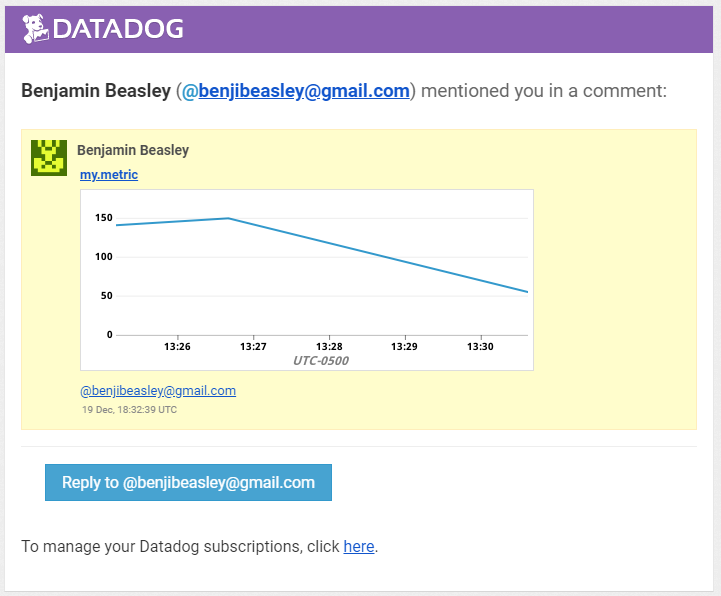 DATADOG
Benjamin Beasley (@benjibeasley@gmail.com) mentioned you in a comment:
Benjamin Beasley
my.metric
150
100
50
0
13:26 13:27 13:28 13:29 13:30
UTC-0500
@benjibeasley@gmail.com
19 Dec, 18:32:39 UTC
Reply to @benjibeasley@gmail.com
To manage your Datadog subscriptions, click here.